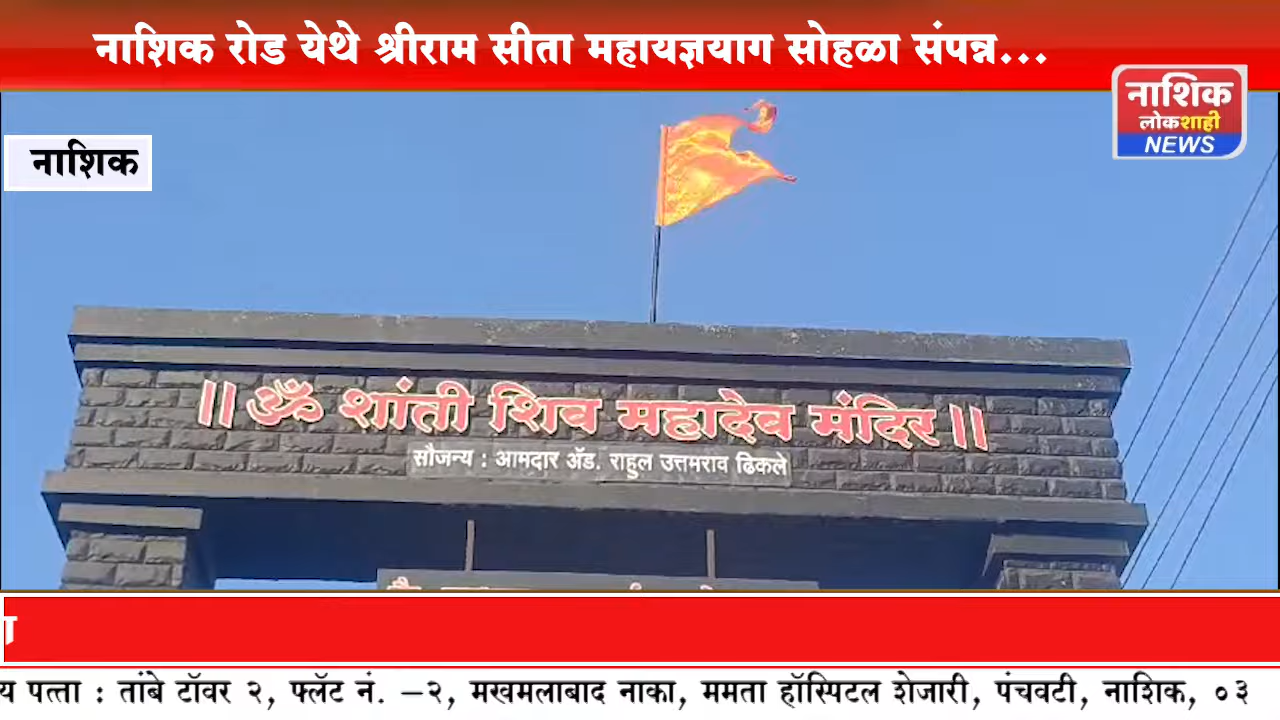 नाशिक रोड येथे श्रीराम सीता महायज्ञयाग सोहळा संपन्न...
नाशिक
लोकशाही
NEWS
नाशिक
|| ॐ शांती शिव महादेव मंदिर ||
सौजन्य : आमदार ॲड. राहुल उत्तमराव ढिकले
य पत्ता : तांबे टॉवर २, फ्लॅट नं. –२, मखमलाबाद नाका, ममता हॉस्पिटल शेजारी, पंचवटी, नाशिक, ०३